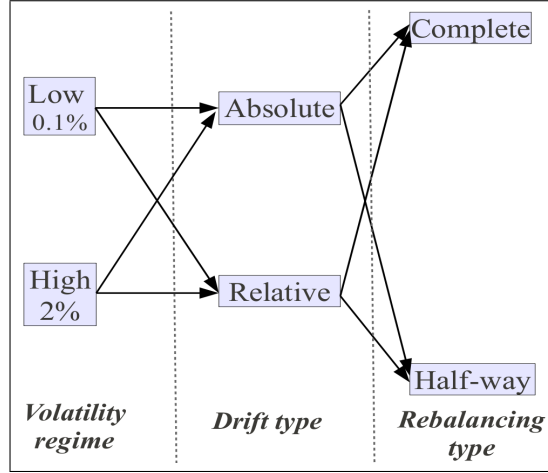 Complete
Low
0.1%
Absolute
High
2%
Relative
Half-way
Volatility
regime
Drift type
Rebalancing
type